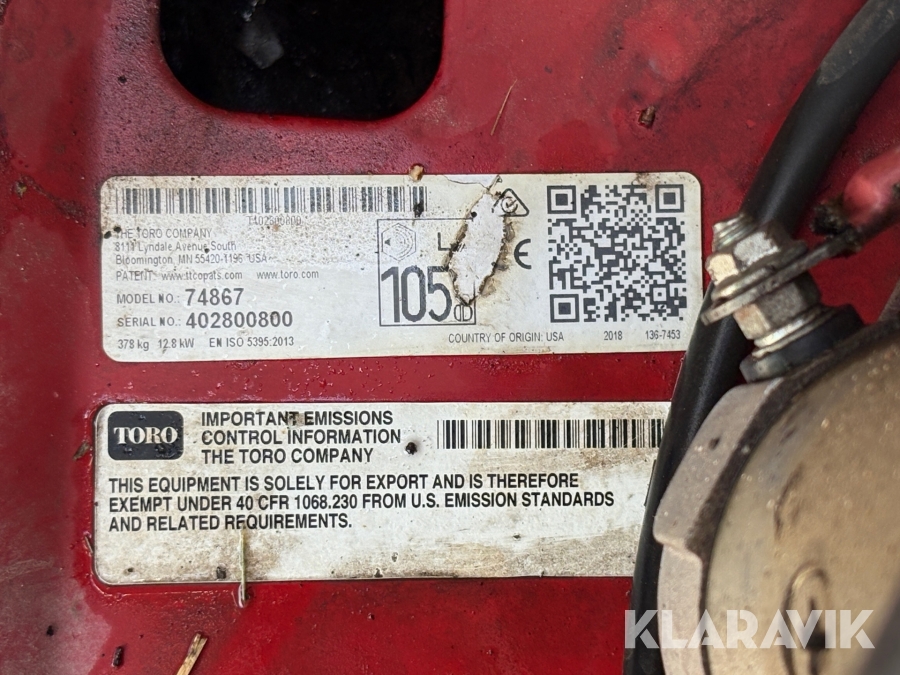 T402800800
THE TORO COMPANY
8111 Lyndale Avenue South
Bloomington, MN 55420-1196 USA
PATENT: www.ttcopats.com www.toro.com
MODEL NO.: 74867
SERIAL NO.: 402800800
378 kg 12.8 kW EN ISO 5395:2013
L
105
CE
COUNTRY OF ORIGIN: USA
2018 136-7453
TORO
IMPORTANT EMISSIONS
CONTROL INFORMATION
THE TORO COMPANY
THIS EQUIPMENT IS SOLELY FOR EXPORT AND IS THEREFORE
EXEMPT UNDER 40 CFR 1068.230 FROM U.S. EMISSION STANDARDS
AND RELATED REQUIREMENTS.
KLARAVIK